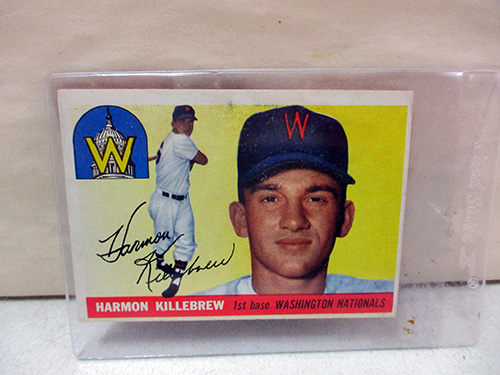 W
W
Harmon
Killebrew
HARMON KILLEBREW 1st base WASHINGTON NATIONALS